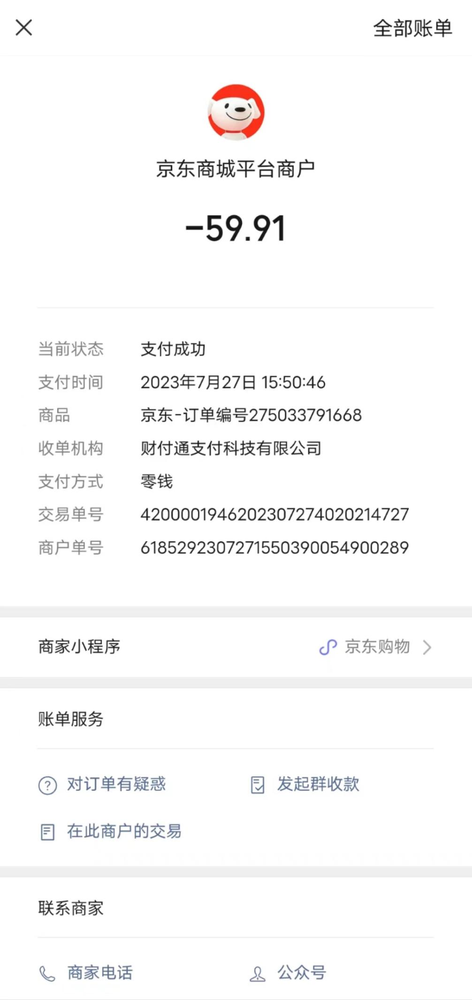 全部账单
京东商城平台商户
-59.91
当前状态 支付成功
支付时间 2023年7月27日 15:50:46
商品 京东-订单编号275033791668
收单机构 财付通支付科技有限公司
支付方式 零钱
交易单号 4200001946202307274020214727
商户单号 6185292307271550390054900289
商家小程序 京东购物
账单服务
对订单有疑惑 发起群收款
在此商户的交易
联系商家
商家电话 公众号